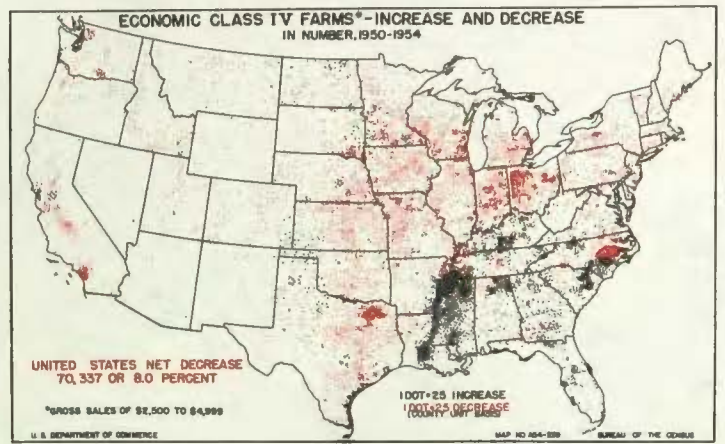 ECONOMIC CLASS IV FARMS*-INCREASE AND DECREASE
IN NUMBER, 1950-1954
UNITED STATES NET DECREASE
70,337 OR 8.0 PERCENT
*GROSS SALES OF $2,500 TO $4,999
1 DOT=25 INCREASE
1 DOT=25 DECREASE
(COUNTY UNIT BASIS)
U. S. DEPARTMENT OF COMMERCE
MAP NO. BUREAU OF THE CENSUS